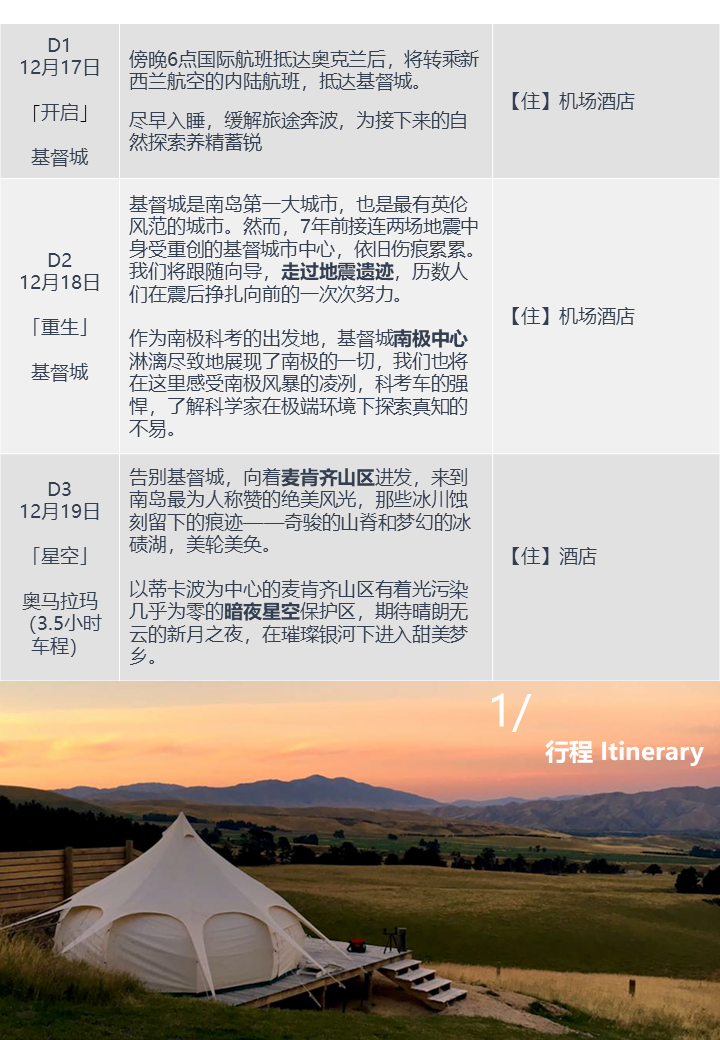 D1
12月17日
「开启」
基督城
傍晚6点国际航班抵达奥克兰后，将转乘新
西兰航空的内陆航班，抵达基督城。
尽早入睡，缓解旅途奔波，为接下来的自
然探索养精蓄锐
【住】机场酒店
D2
12月18日
「重生」
基督城
基督城是南岛第一大城市，也是最有英伦
风范的城市。然而，7年前接连两场地震中
身受重创的基督城市中心，依旧伤痕累累。
我们将跟随向导，走过地震遗迹，历数人
们在震后挣扎向前的一次次努力。
作为南极科考的出发地，基督城南极中心
淋漓尽致地展现了南极的一切，我们也将
在这里感受南极风暴的凌冽，科考车的强
悍，了解科学家在极端环境下探索真知的
不易。
【住】机场酒店
D3
12月19日
「星空」
奥马拉玛
（3.5小时
车程）
告别基督城，向着麦肯齐山区进发，来到
南岛最为人称赞的绝美风光，那些冰川蚀
刻留下的痕迹——奇骏的山脊和梦幻的冰
碛湖，美轮美奂。
以蒂卡波为中心的麦肯齐山区有着光污染
几乎为零的暗夜星空保护区，期待晴朗无
云的新月之夜，在璀璨银河下进入甜美梦
乡。
【住】酒店
1/
行程 Itinerary